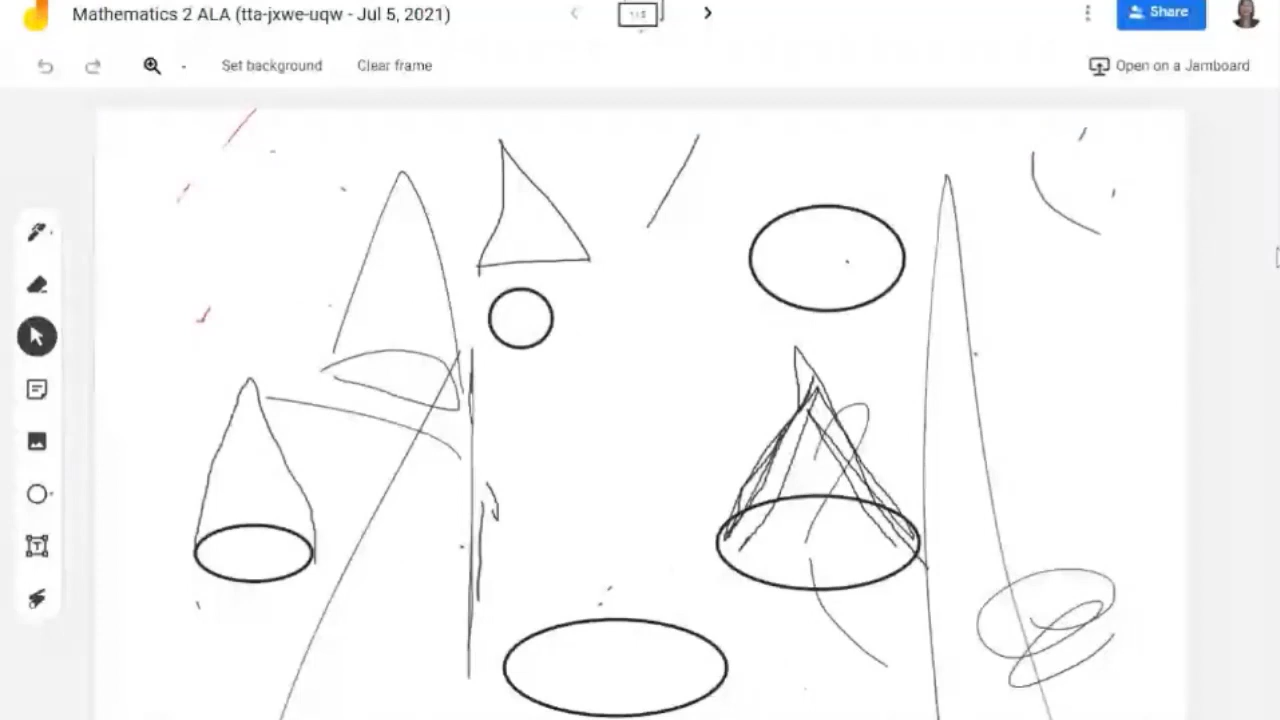 Mathematics 2 ALA (tta-jxwe-uqw - Jul 5, 2021)
Share
Set background
Clear frame
Open on a Jamboard